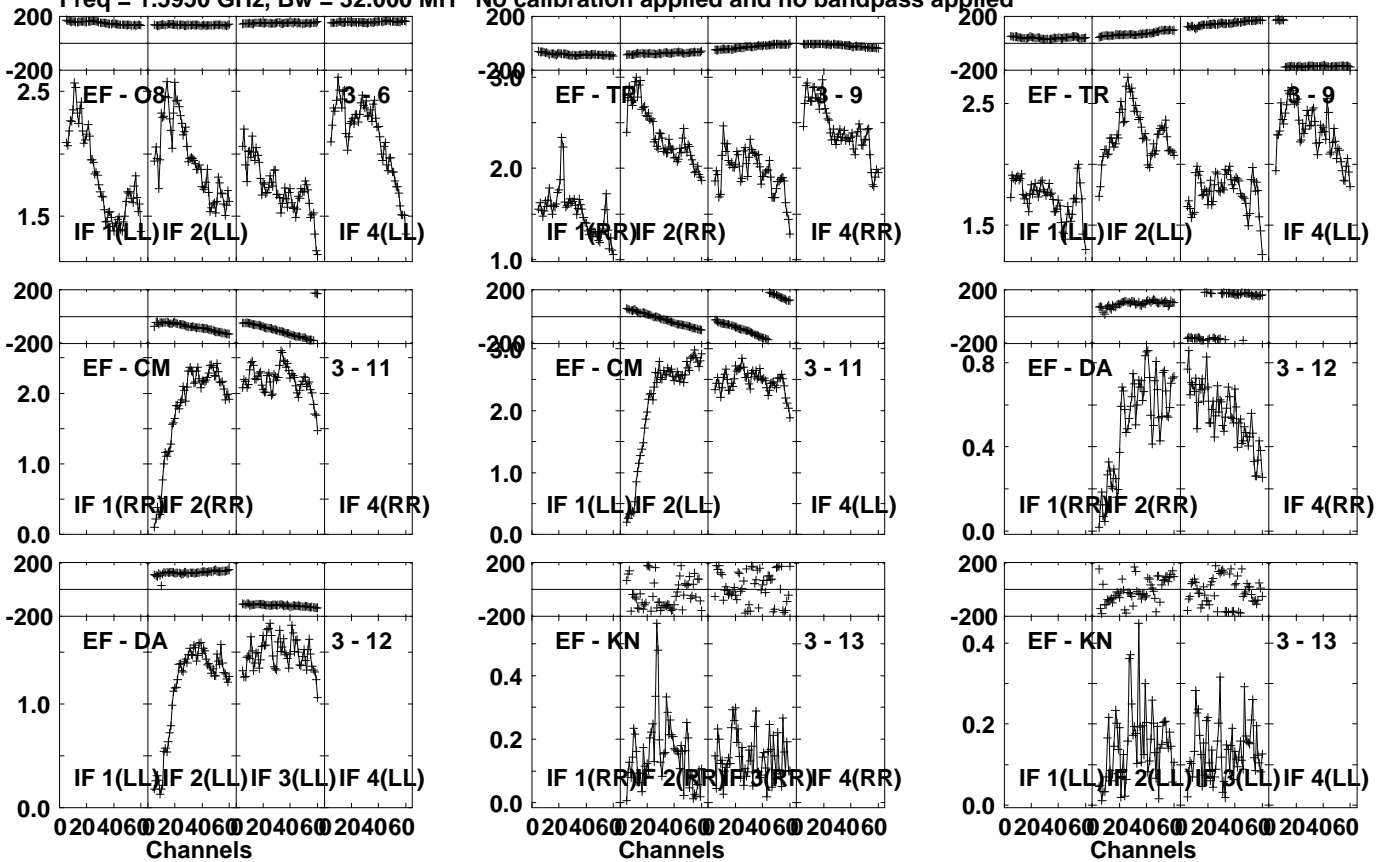 Freq = 1.5950 GHz, Bw = 32.000 MH No calibration applied and no bandpass applied
200
-200
2.5
1.5
EF - O8
3 - 6
IF 1(LL)
IF 2(LL)
IF 4(LL)
200
-200
3.0
2.0
1.0
EF - TR
3 - 9
IF 1(RR)
IF 2(RR)
IF 4(RR)
200
-200
2.5
1.5
EF - TR
3 - 9
IF 1(LL)
IF 2(LL)
IF 4(LL)
200
-200
2.0
1.0
0.0
EF - CM
3 - 11
IF 1(RR)
IF 2(RR)
IF 4(RR)
200
-200
3.0
2.0
1.0
0.0
EF - CM
3 - 11
IF 1(LL)
IF 2(LL)
IF 4(LL)
200
-200
0.8
0.4
0.0
EF - DA
3 - 12
IF 1(RR)
IF 2(RR)
IF 4(RR)
200
-200
1.0
0.0
EF - DA
3 - 12
IF 1(LL)
IF 2(LL)
IF 3(LL)
IF 4(LL)
0 20 40 60 0 20 40 60 0 20 40 60 0 20 40 60
Channels
200
-200
0.4
0.2
0.0
EF - KN
3 - 13
IF 1(RR)
IF 2(RR)
IF 3(RR)
IF 4(RR)
0 20 40 60 0 20 40 60 0 20 40 60 0 20 40 60
Channels
200
-200
0.4
0.2
0.0
EF - KN
3 - 13
IF 1(LL)
IF 2(LL)
IF 3(LL)
IF 4(LL)
0 20 40 60 0 20 40 60 0 20 40 60 0 20 40 60
Channels